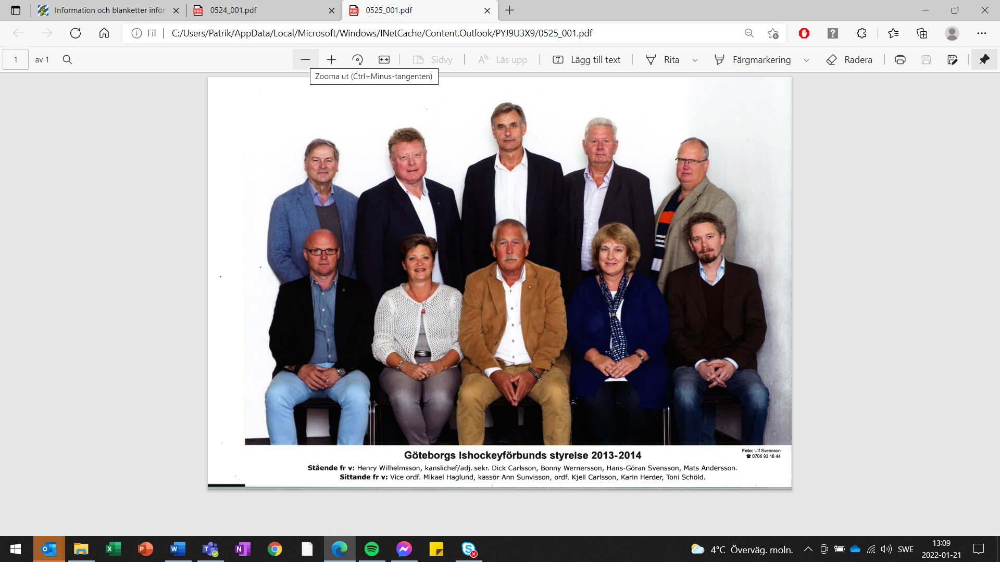 Information och blanketter inför
0524_001.pdf
0525_001.pdf
Fil
C:/Users/Patrik/AppData/Local/Microsoft/Windows/INetCache/Content.Outlook/PYJ9U3X9/0525_001.pdf
1 av 1
Sidvy
Läs upp
Lägg till text
Rita
Färgmarkering
Radera
Zooma ut (Ctrl+Minus-tangenten)
Göteborgs Ishockeyförbunds styrelse 2013-2014
Foto: Ulf Svensson
☎ 0706 93 16 44
Stående fr v: Henry Wilhelmsson, kanslichef/adj. sekr. Dick Carlsson, Bonny Wernersson, Hans-Göran Svensson, Mats Andersson.
Sittande fr v: Vice ordf. Mikael Haglund, kassör Ann Sunvisson, ordf. Kjell Carlsson, Karin Herder, Toni Schöld.
4°C Överväg. moln.
SWE
13:09
2022-01-21